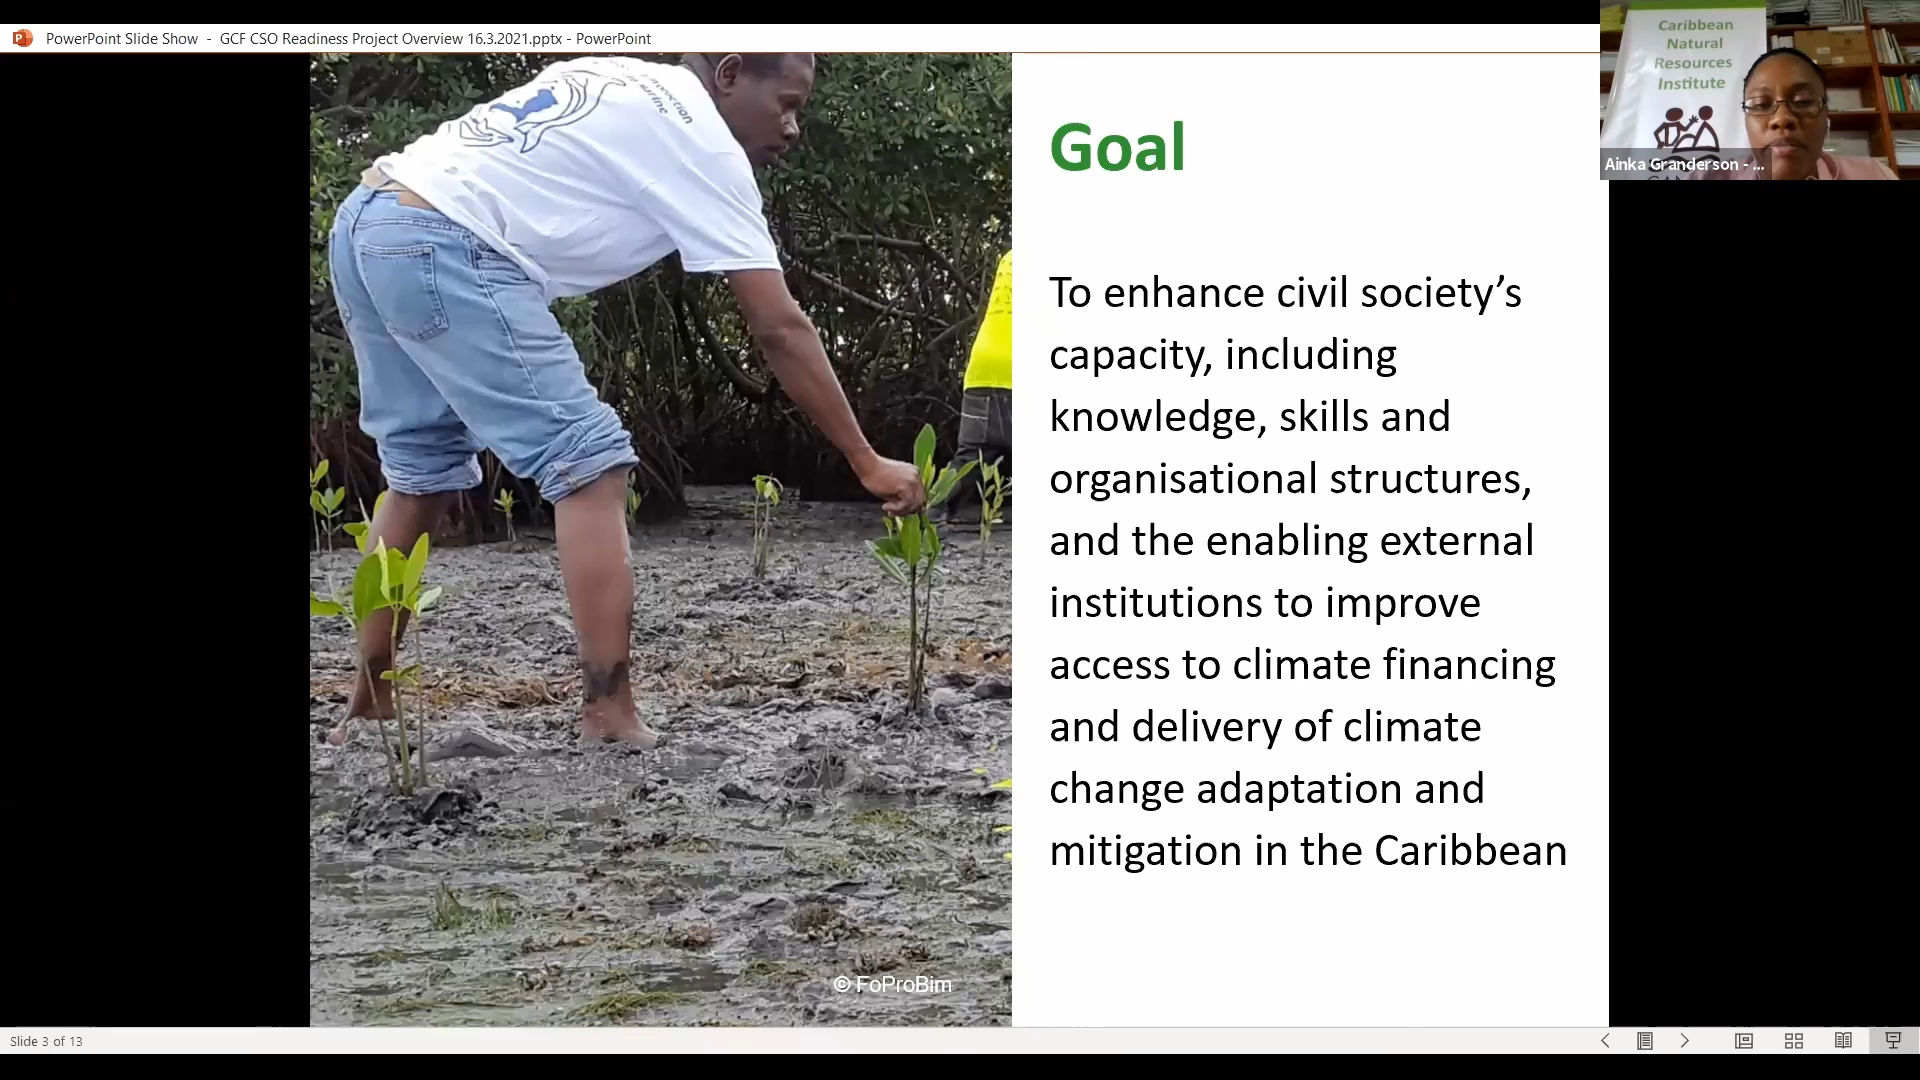 PowerPoint Slide Show - GCF CSO Readiness Project Overview 16.3.2021.pptx - PowerPoint
Caribbean
Natural
Resources
Institute
Ainka Granderson - ...
Goal
To enhance civil society’s
capacity, including
knowledge, skills and
organisational structures,
and the enabling external
institutions to improve
access to climate financing
and delivery of climate
change adaptation and
mitigation in the Caribbean
© FoProBim
Slide 3 of 13